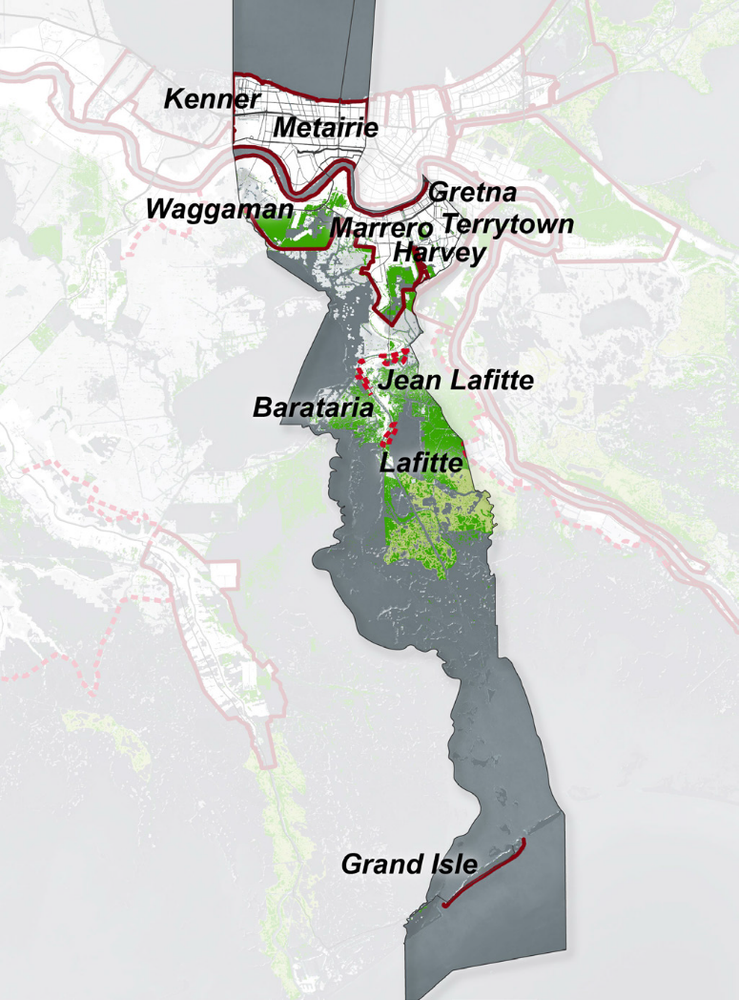 Kenner
Metairie
Gretna
Waggaman
Marrero
Terrytown
Harvey
Jean Lafitte
Barataria
Lafitte
Grand Isle